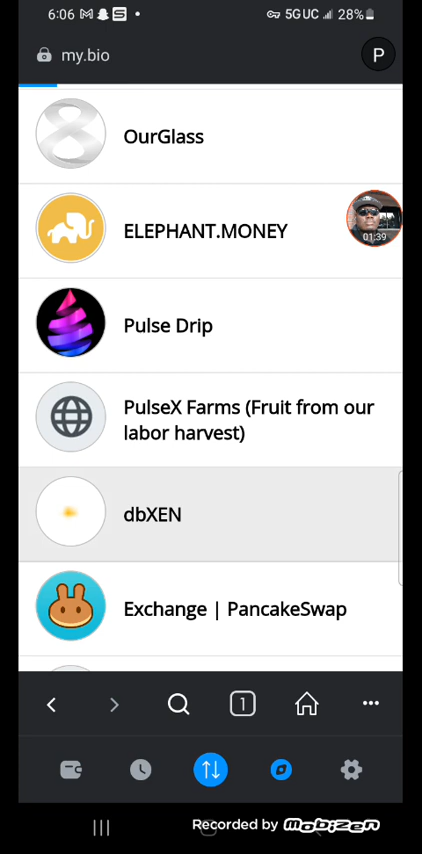 6:06 5G UC 28%
my.bio P
OurGlass
ELEPHANT.MONEY
01:39
Pulse Drip
PulseX Farms (Fruit from our
labor harvest)
dbXEN
Exchange | PancakeSwap
1
Recorded by Mobizen